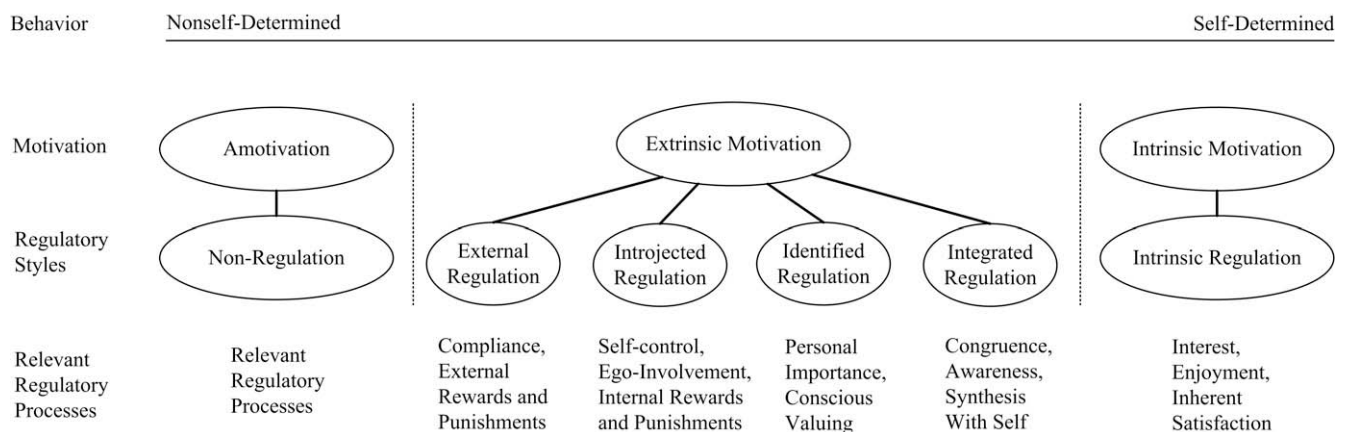 Behavior
Nonself-Determined
Self-Determined
Motivation
Amotivation
Extrinsic Motivation
Intrinsic Motivation
Regulatory
Styles
Non-Regulation
External
Regulation
Introjected
Regulation
Identified
Regulation
Integrated
Regulation
Intrinsic Regulation
Relevant
Regulatory
Processes
Relevant
Regulatory
Processes
Compliance,
External
Rewards and
Punishments
Self-control,
Ego-Involvement,
Internal Rewards
and Punishments
Personal
Importance,
Conscious
Valuing
Congruence,
Awareness,
Synthesis
With Self
Interest,
Enjoyment,
Inherent
Satisfaction